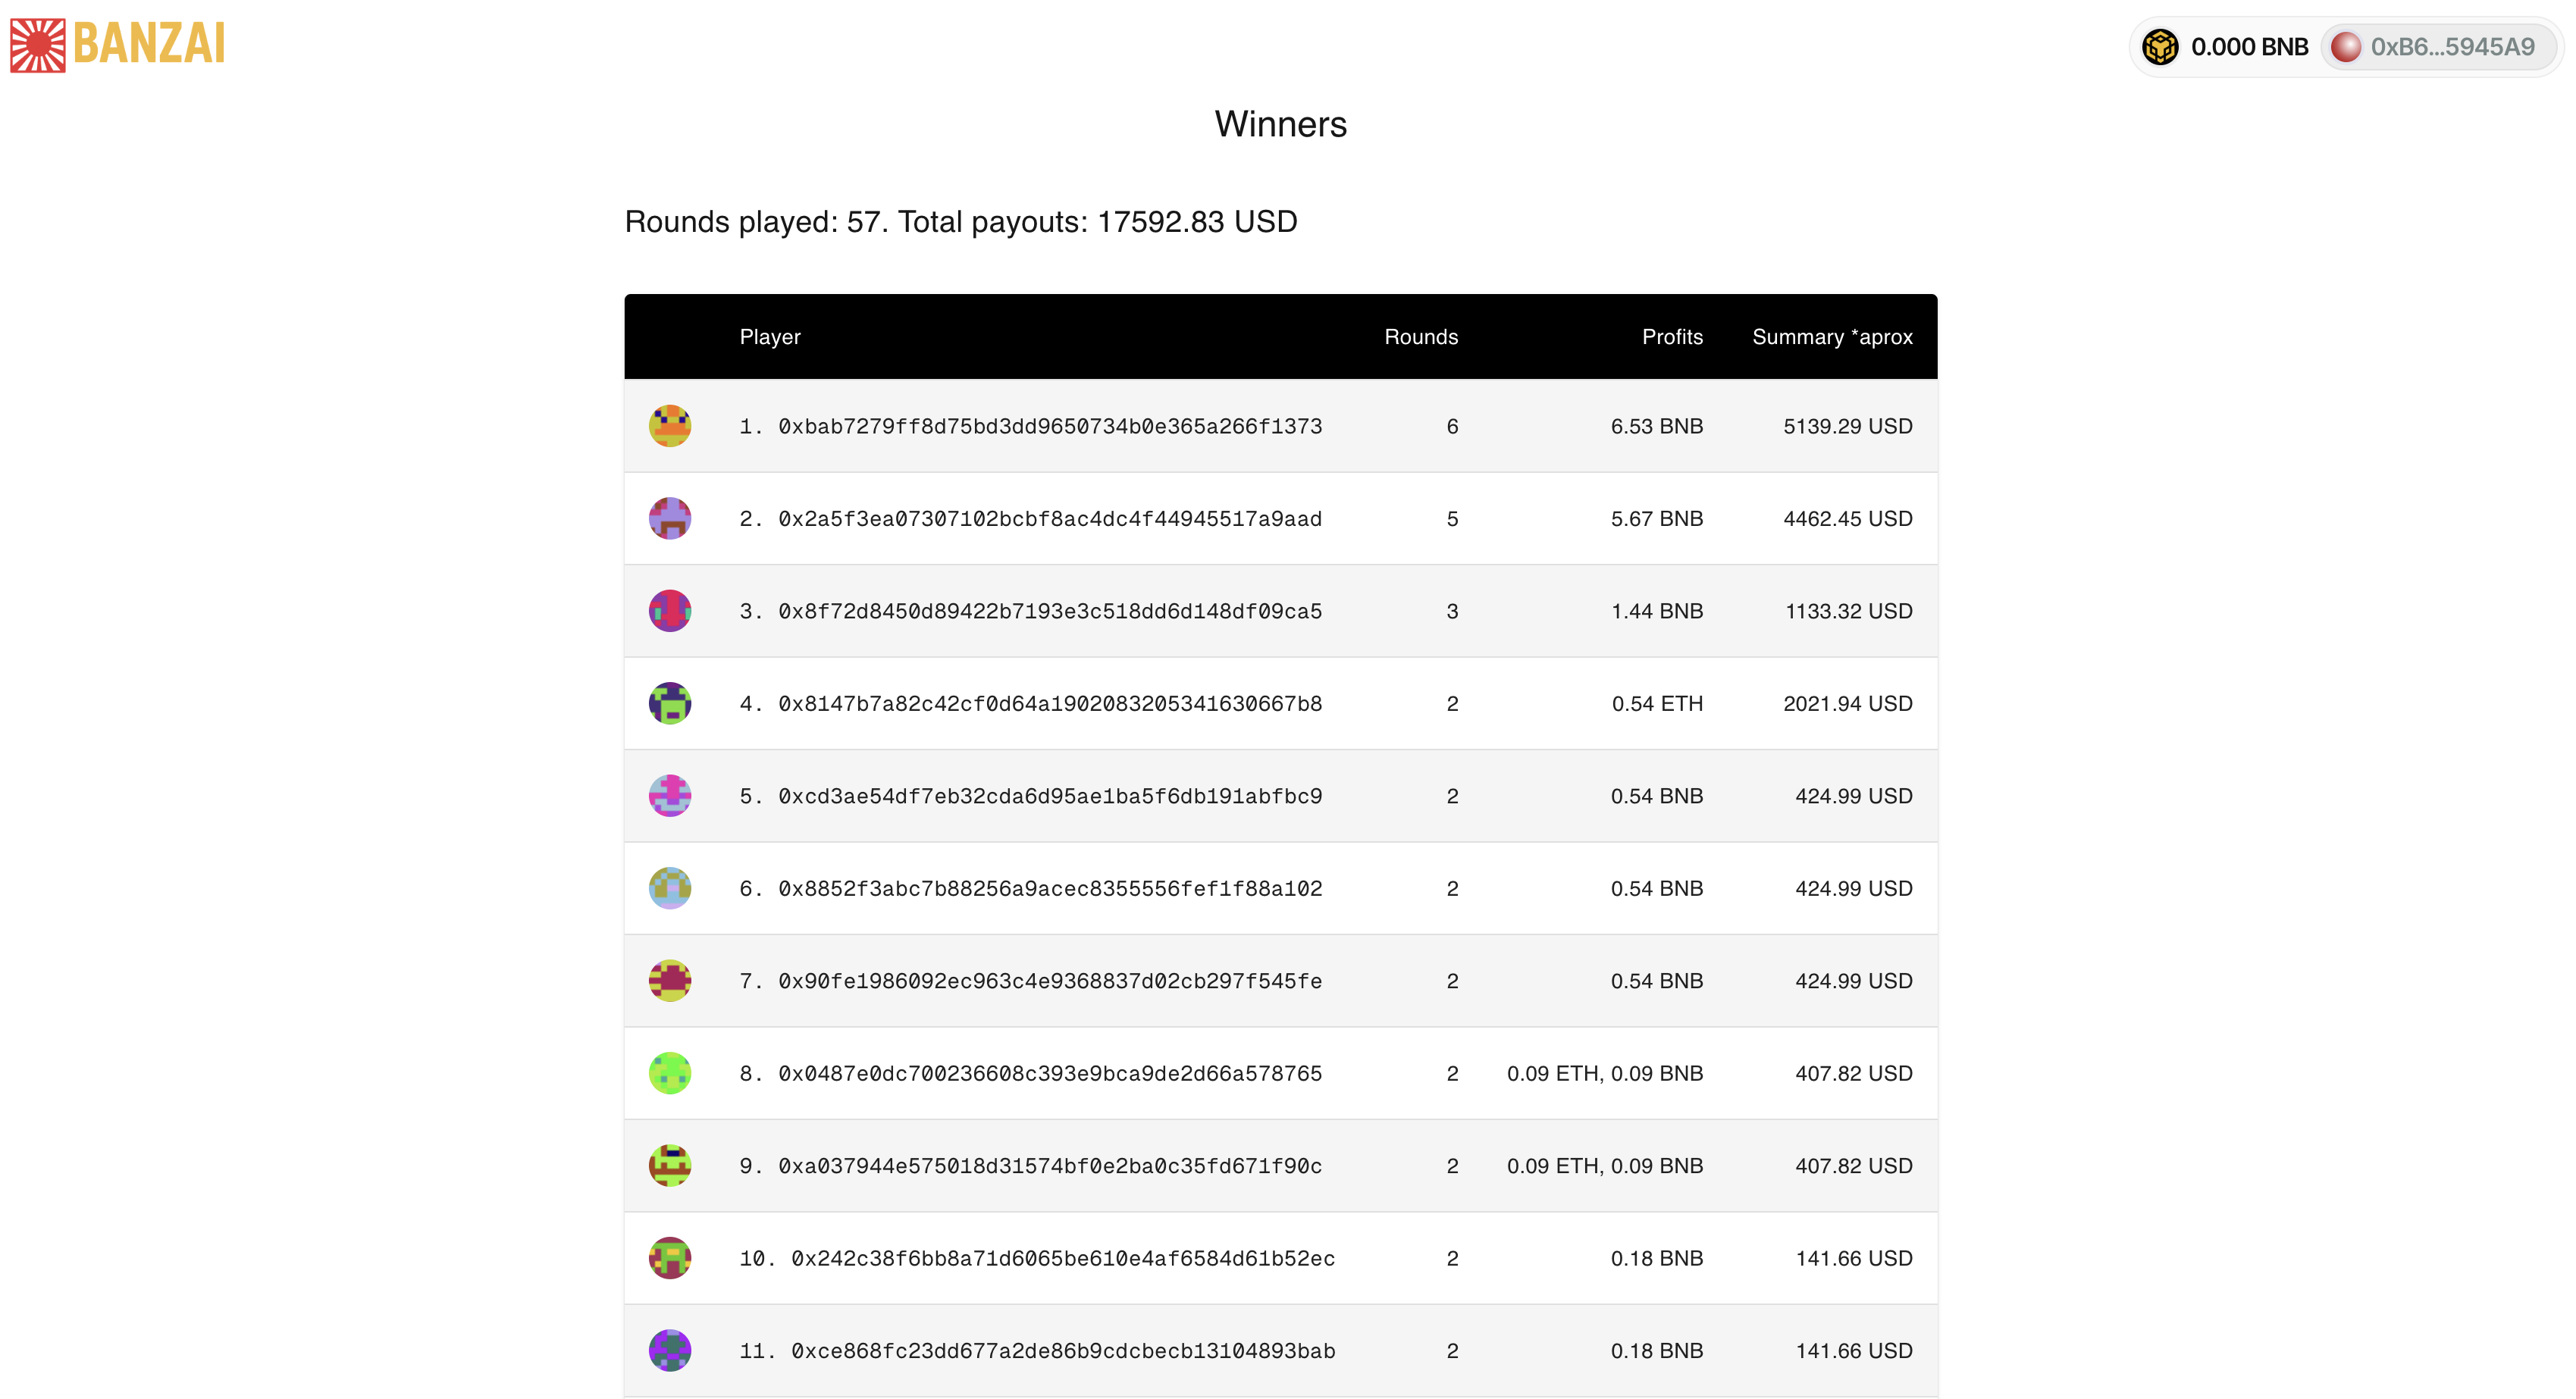 BANZAI
0.000 BNB 0xB6...5945A9
Winners
Rounds played: 57. Total payouts: 17592.83 USD
Player Rounds Profits Summary *aprox
1. 0xbab7279ff8d75bd3dd9650734b0e365a266f1373 6 6.53 BNB 5139.29 USD
2. 0x2a5f3ea07307102bcbf8ac4dc4f44945517a9aad 5 5.67 BNB 4462.45 USD
3. 0x8f72d8450d89422b7193e3c518dd6d148df09ca5 3 1.44 BNB 1133.32 USD
4. 0x8147b7a82c42cf0d64a1902083205341630667b8 2 0.54 ETH 2021.94 USD
5. 0xcd3ae54df7eb32cda6d95ae1ba5f6db191abfbc9 2 0.54 BNB 424.99 USD
6. 0x8852f3abc7b88256a9acec8355556fef1f88a102 2 0.54 BNB 424.99 USD
7. 0x90fe1986092ec963c4e9368837d02cb297f545fe 2 0.54 BNB 424.99 USD
8. 0x0487e0dc700236608c393e9bca9de2d66a578765 2 0.09 ETH, 0.09 BNB 407.82 USD
9. 0xa037944e575018d31574bf0e2ba0c35fd671f90c 2 0.09 ETH, 0.09 BNB 407.82 USD
10. 0x242c38f6bb8a71d6065be610e4af6584d61b52ec 2 0.18 BNB 141.66 USD
11. 0xce868fc23dd677a2de86b9cdcbecb13104893bab 2 0.18 BNB 141.66 USD